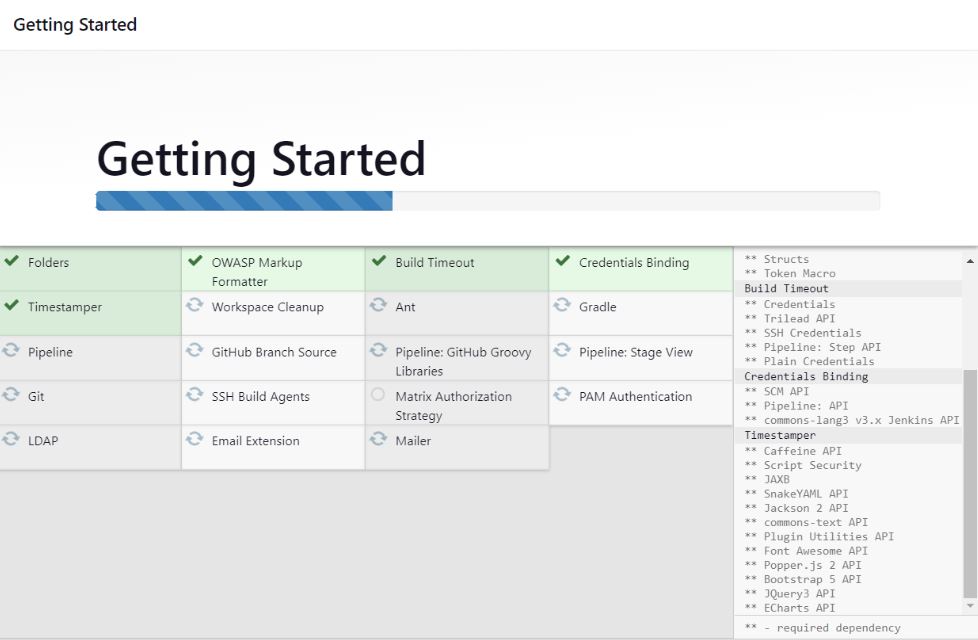 Getting Started
Getting Started
Folders
OWASP Markup
Formatter
Build Timeout
Credentials Binding
Timestamper
Workspace Cleanup
Ant
Gradle
Pipeline
GitHub Branch Source
Pipeline: GitHub Groovy
Libraries
Pipeline: Stage View
Git
SSH Build Agents
Matrix Authorization
Strategy
PAM Authentication
LDAP
Email Extension
Mailer
** Structs
** Token Macro
Build Timeout
** Credentials
** Trilead API
** SSH Credentials
** Pipeline: Step API
** Plain Credentials
Credentials Binding
** SCM API
** Pipeline: API
** commons-lang3 v3.x Jenkins API
Timestamper
** Caffeine API
** Script Security
** JAXB
** SnakeYAML API
** Jackson 2 API
** commons-text API
** Plugin Utilities API
** Font Awesome API
** Popper.js 2 API
** Bootstrap 5 API
** JQuery3 API
** ECharts API
** - required dependency